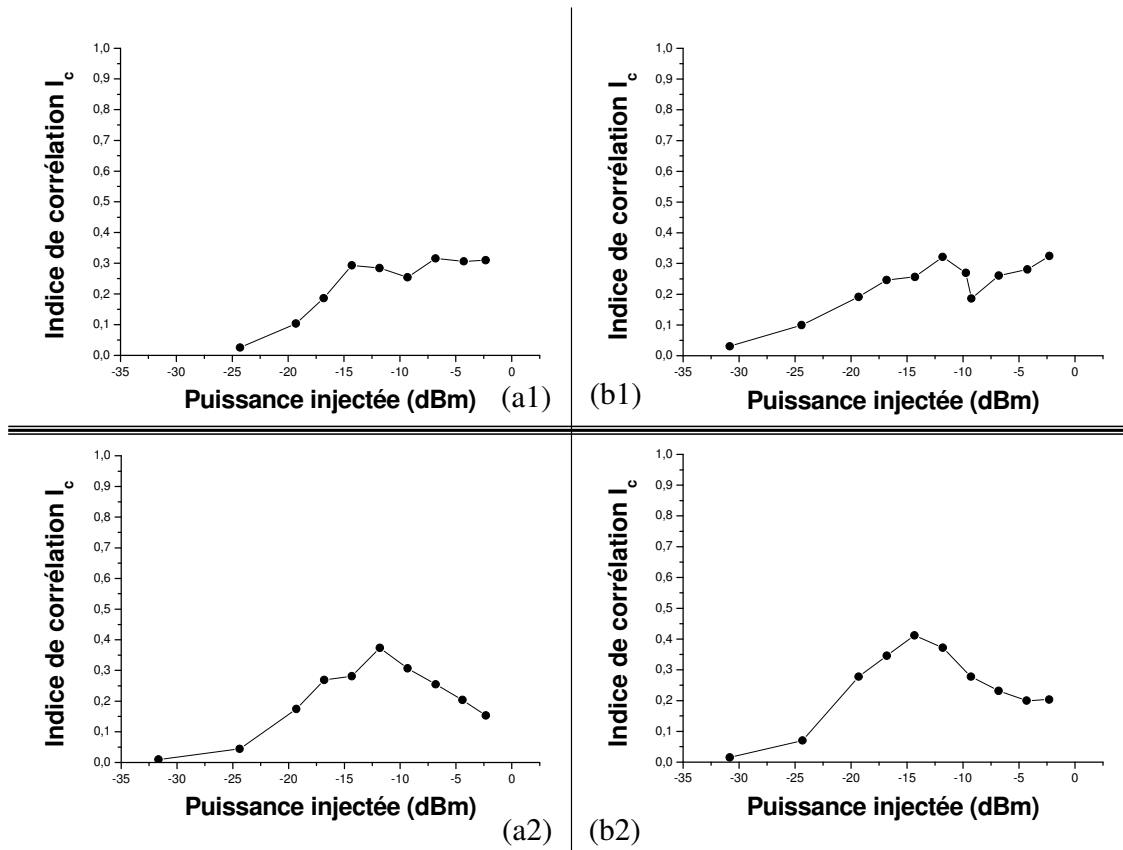 Indice de corrélation I_c
1,0
0,9
0,8
0,7
0,6
0,5
0,4
0,3
0,2
0,1
0,0
-35 -30 -25 -20 -15 -10 -5 0
Puissance injectée (dBm)
(a1)
Indice de corrélation I_c
1,0
0,9
0,8
0,7
0,6
0,5
0,4
0,3
0,2
0,1
0,0
-35 -30 -25 -20 -15 -10 -5 0
Puissance injectée (dBm)
(b1)
Indice de corrélation I_c
1,0
0,9
0,8
0,7
0,6
0,5
0,4
0,3
0,2
0,1
0,0
-35 -30 -25 -20 -15 -10 -5 0
Puissance injectée (dBm)
(a2)
Indice de corrélation I_c
1,0
0,9
0,8
0,7
0,6
0,5
0,4
0,3
0,2
0,1
0,0
-35 -30 -25 -20 -15 -10 -5 0
Puissance injectée (dBm)
(b2)